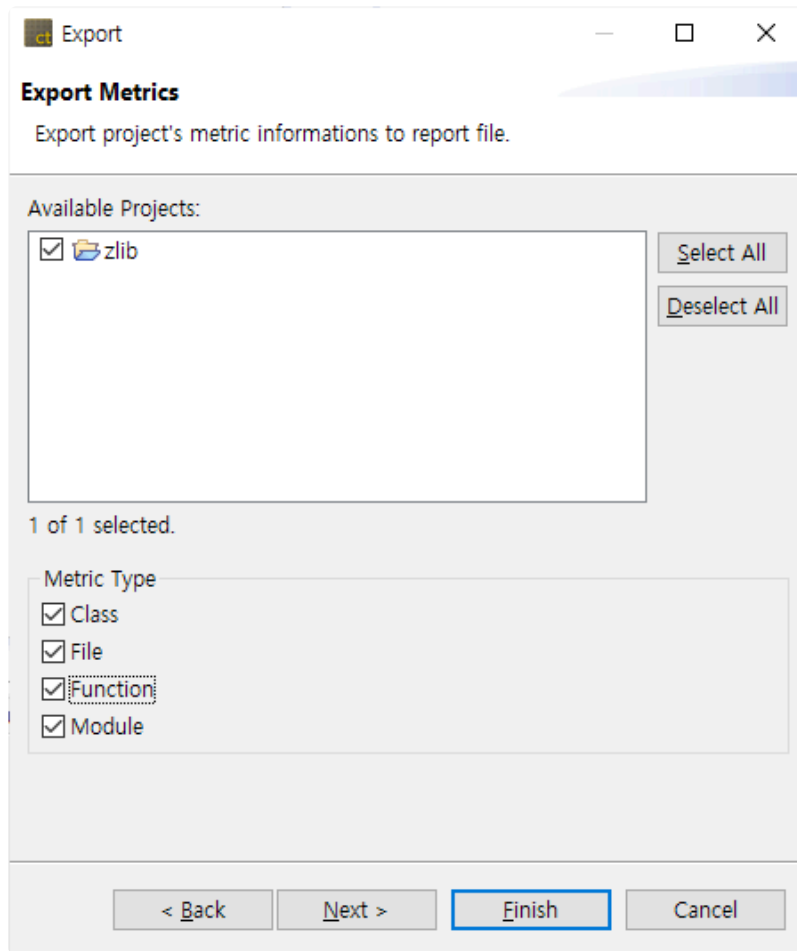 ct Export
Export Metrics
Export project's metric informations to report file.
Available Projects:
zlib
Select All
Deselect All
1 of 1 selected.
Metric Type
Class
File
Function
Module
< Back Next > Finish Cancel